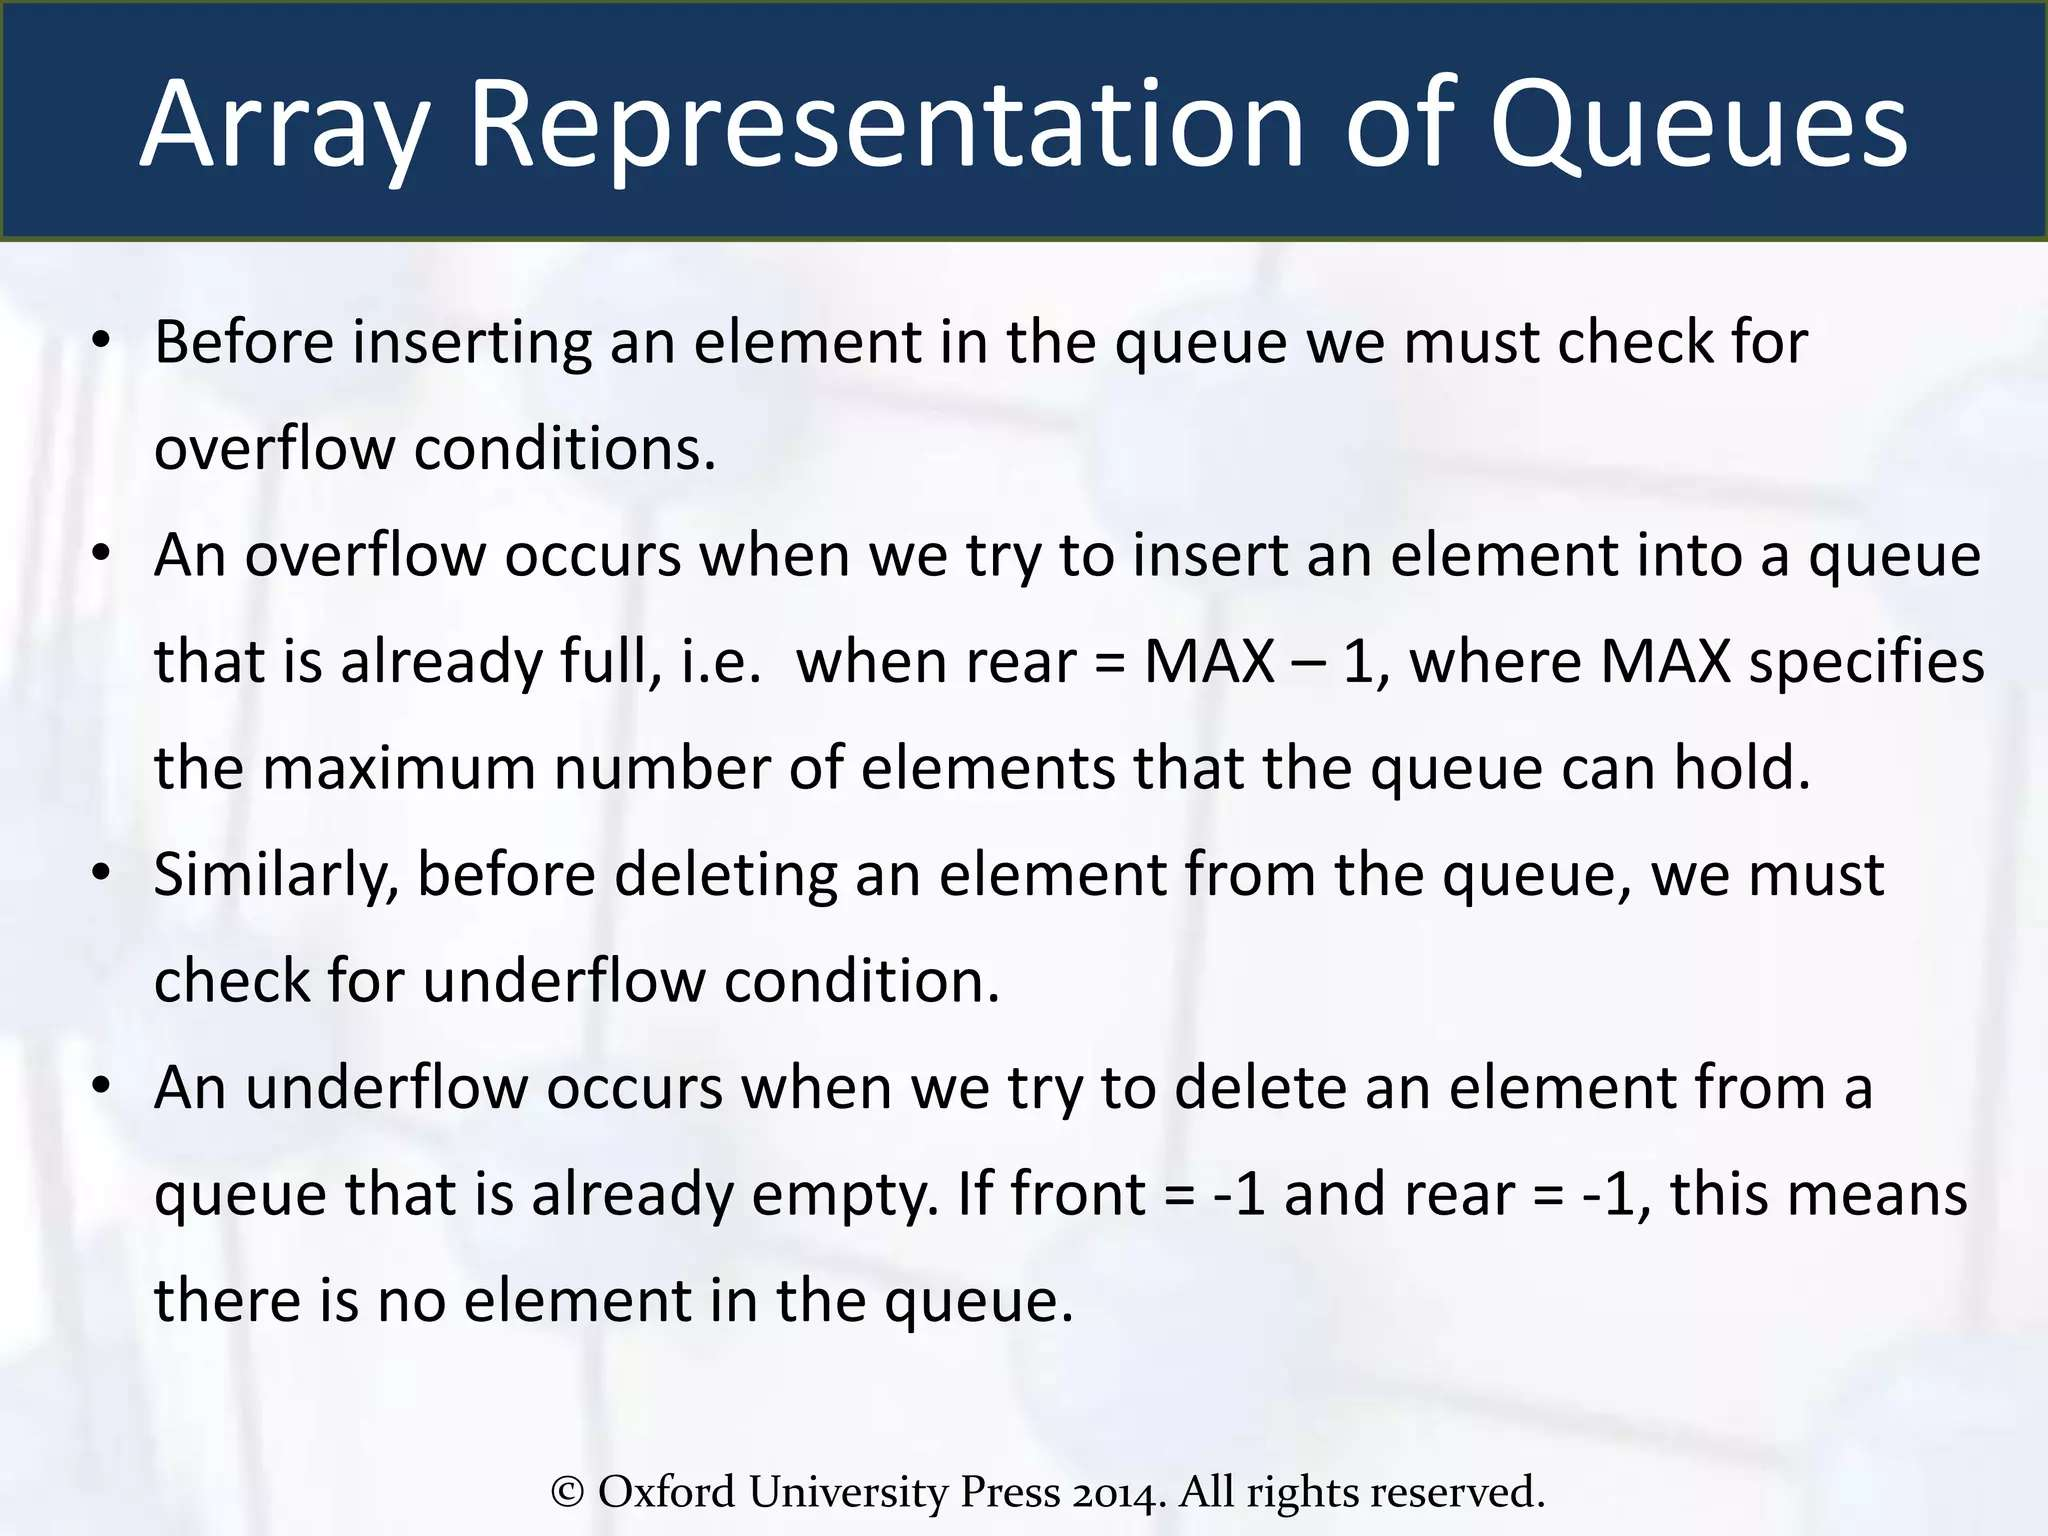 Array Representation of Queues
• Before inserting an element in the queue we must check for
overflow conditions.
• An overflow occurs when we try to insert an element into a queue
that is already full, i.e.  when rear = MAX – 1, where MAX specifies
the maximum number of elements that the queue can hold.
• Similarly, before deleting an element from the queue, we must
check for underflow condition.
• An underflow occurs when we try to delete an element from a
queue that is already empty. If front = -1 and rear = -1, this means
there is no element in the queue.
© Oxford University Press 2014. All rights reserved.